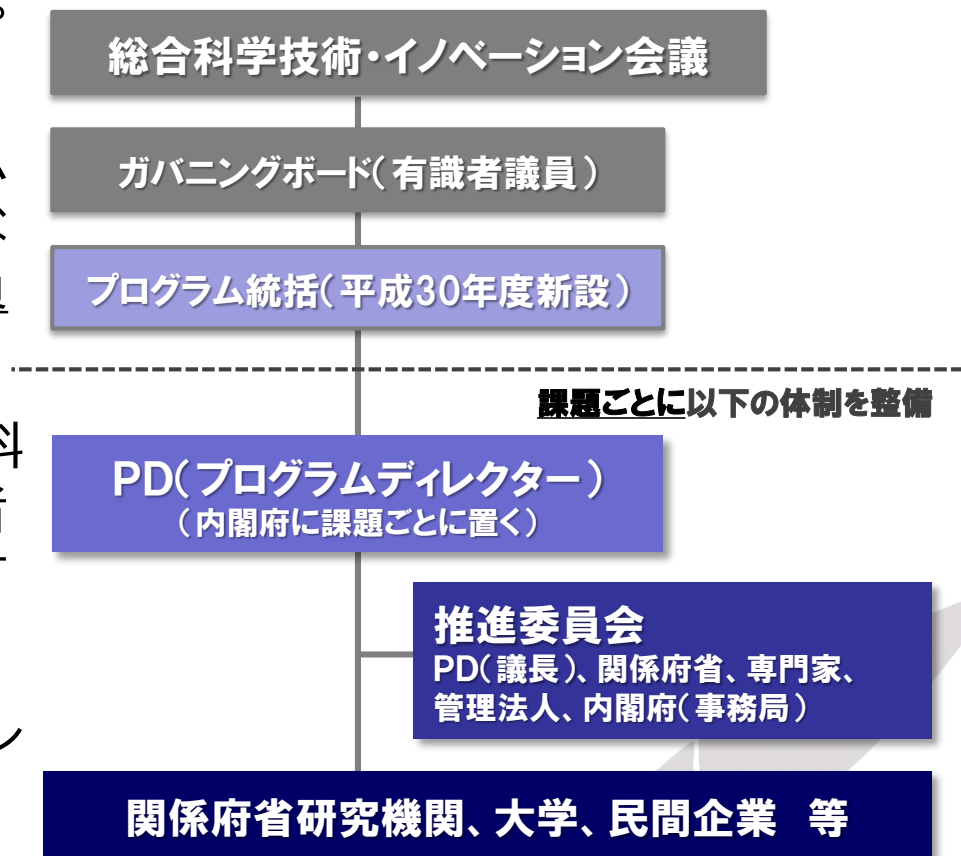 総合科学技術・イノベーション会議
ガバニングボード(有識者議員)
プログラム統括(平成30年度新設)
課題ごとに以下の体制を整備
PD(プログラムディレクター)
(内閣府に課題ごとに置く)
推進委員会
PD(議長)、関係府省、専門家、
管理法人、内閣府(事務局)
関係府省研究機関、大学、民間企業 等